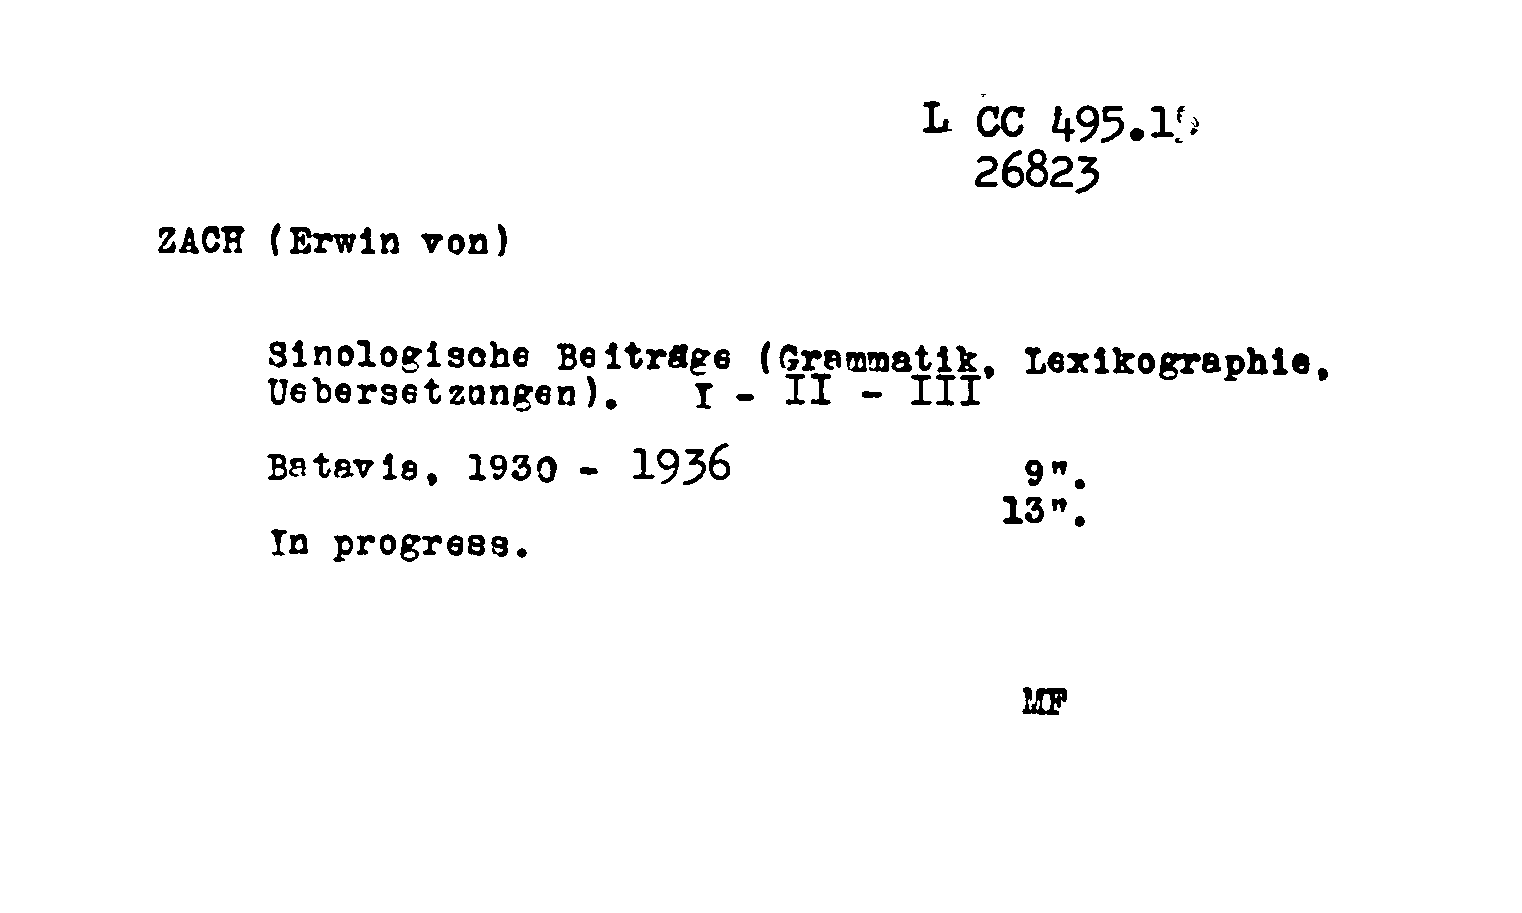 L CC 495.1
26823
ZACH (Erwin von)
Sinologische Beiträge (Grammatik, Lexikographie,
Uebersetzungen). I - II - III
Batavia, 1930 - 1936 9".
13".
In progress.
MF